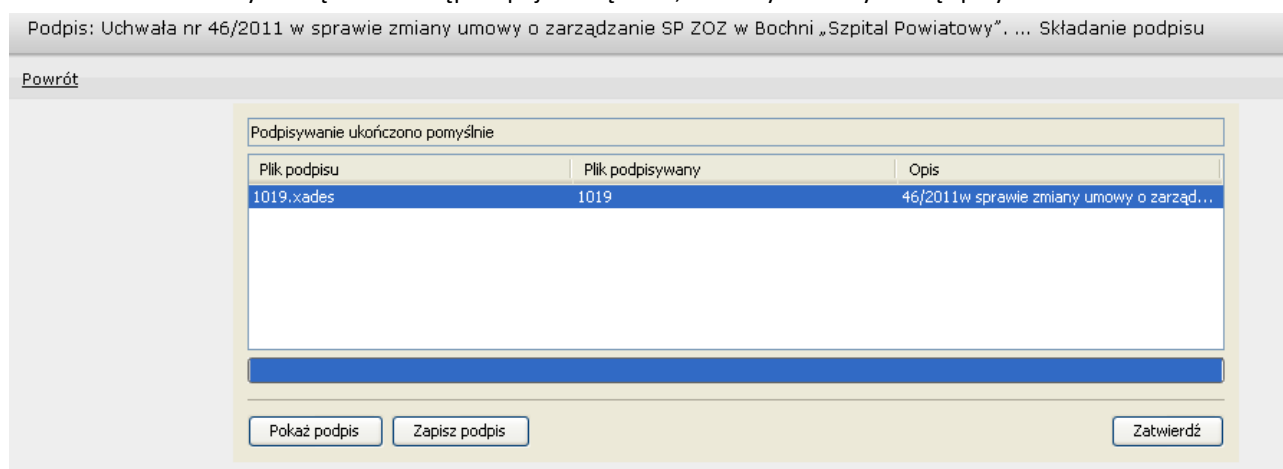 Podpis: Uchwała nr 46/2011 w sprawie zmiany umowy o zarządzanie SP ZOZ w Bochni „Szpital Powiatowy”. ... Składanie podpisu
Powrót
Podpisywanie ukończono pomyślnie
Plik podpisu Plik podpisywany Opis
1019.xades 1019 46/2011w sprawie zmiany umowy o zarząd...
Pokaż podpis Zapisz podpis Zatwierdź